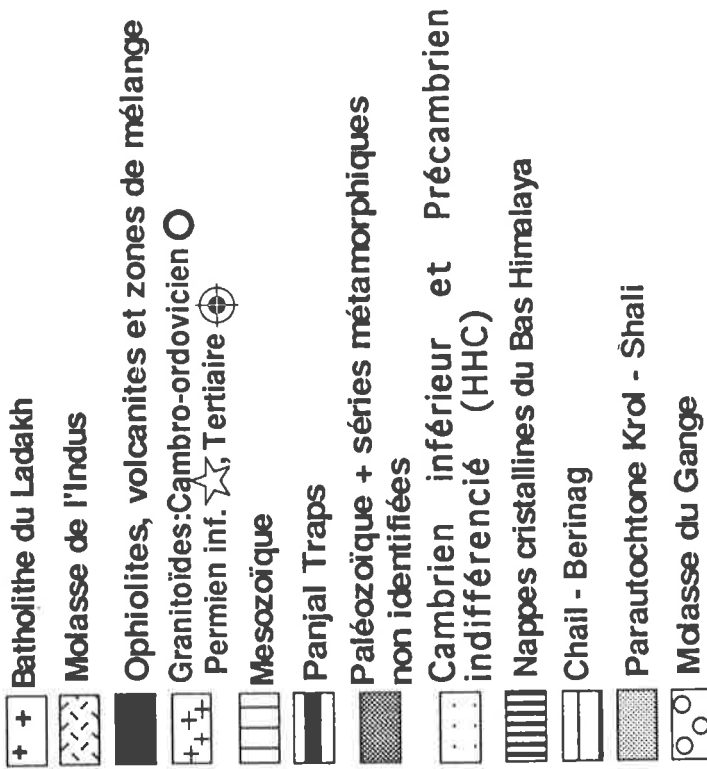 Batholithe du Ladakh
Molasse de l'Indus
Ophiolites, volcanites et zones de mélange
Granitoïdes:Cambro-ordovicien
Permien inf. , Tertiaire
Mesozoïque
Panjal Traps
Paléozoïque + séries métamorphiques
non identifiées
Cambrien inférieur et Précambrien
indifférencié (HHC)
Nappes cristallines du Bas Himalaya
Chail - Berinag
Parautochtone Krol - Shali
Molasse du Gange